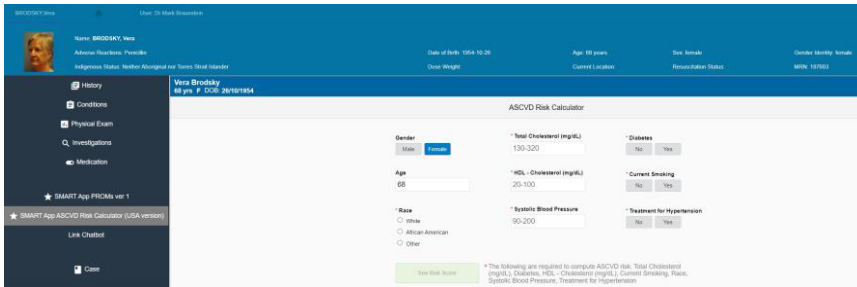 BRODSKY,Vera
User: Dr Mark Braunstein
Name: BRODSKY, Vera
Adverse Reactions: Penicillin
Date of Birth: 1954-10-26
Age: 68 years
Sex: female
Gender Identity: female
Indigenous Status: Neither Aboriginal nor Torres Strait Islander
Dose Weight:
Current Location:
Resuscitation Status:
MRN: 187603
History
Conditions
Physical Exam
Investigations
Medication
SMART App PROMs ver 1
SMART App ASCVD Risk Calculator (USA version)
Link Chatbot
Case
Vera Brodsky
68 yrs F DOB: 26/10/1954
ASCVD Risk Calculator
Gender
Male Female
* Total Cholesterol (mg/dL)
130-320
* Diabetes
No Yes
Age
68
* HDL - Cholesterol (mg/dL)
20-100
* Current Smoking
No Yes
* Race
White
African American
Other
* Systolic Blood Pressure
90-200
* Treatment for Hypertension
No Yes
See Risk Score
* The following are required to compute ASCVD risk: Total Cholesterol
(mg/dL), Diabetes, HDL - Cholesterol (mg/dL), Current Smoking, Race,
Systolic Blood Pressure, Treatment for Hypertension